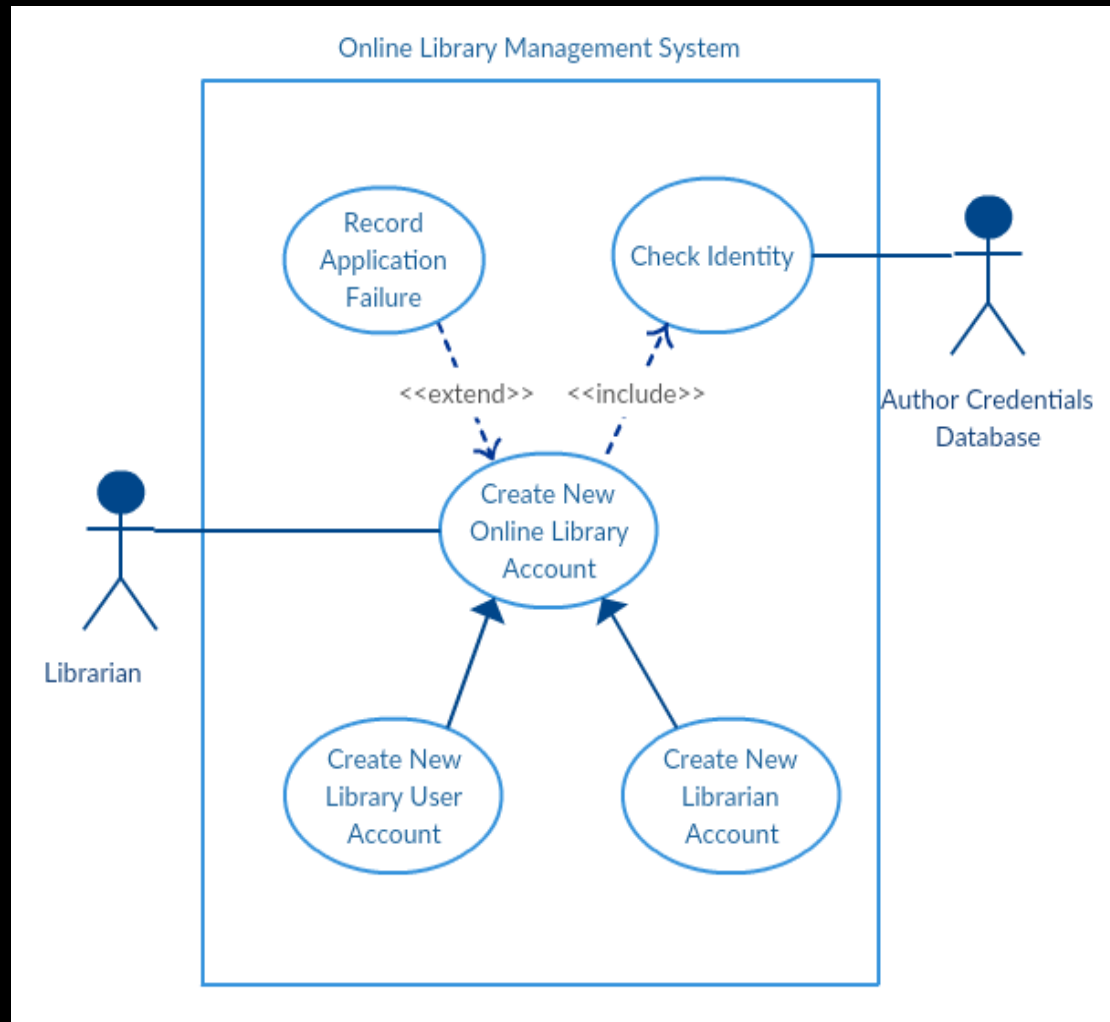 Online Library Management System
Record
Application
Failure
Check Identity
<<extend>>
<<include>>
Author Credentials
Database
Create New
Online Library
Account
Librarian
Create New
Library User
Account
Create New
Librarian
Account